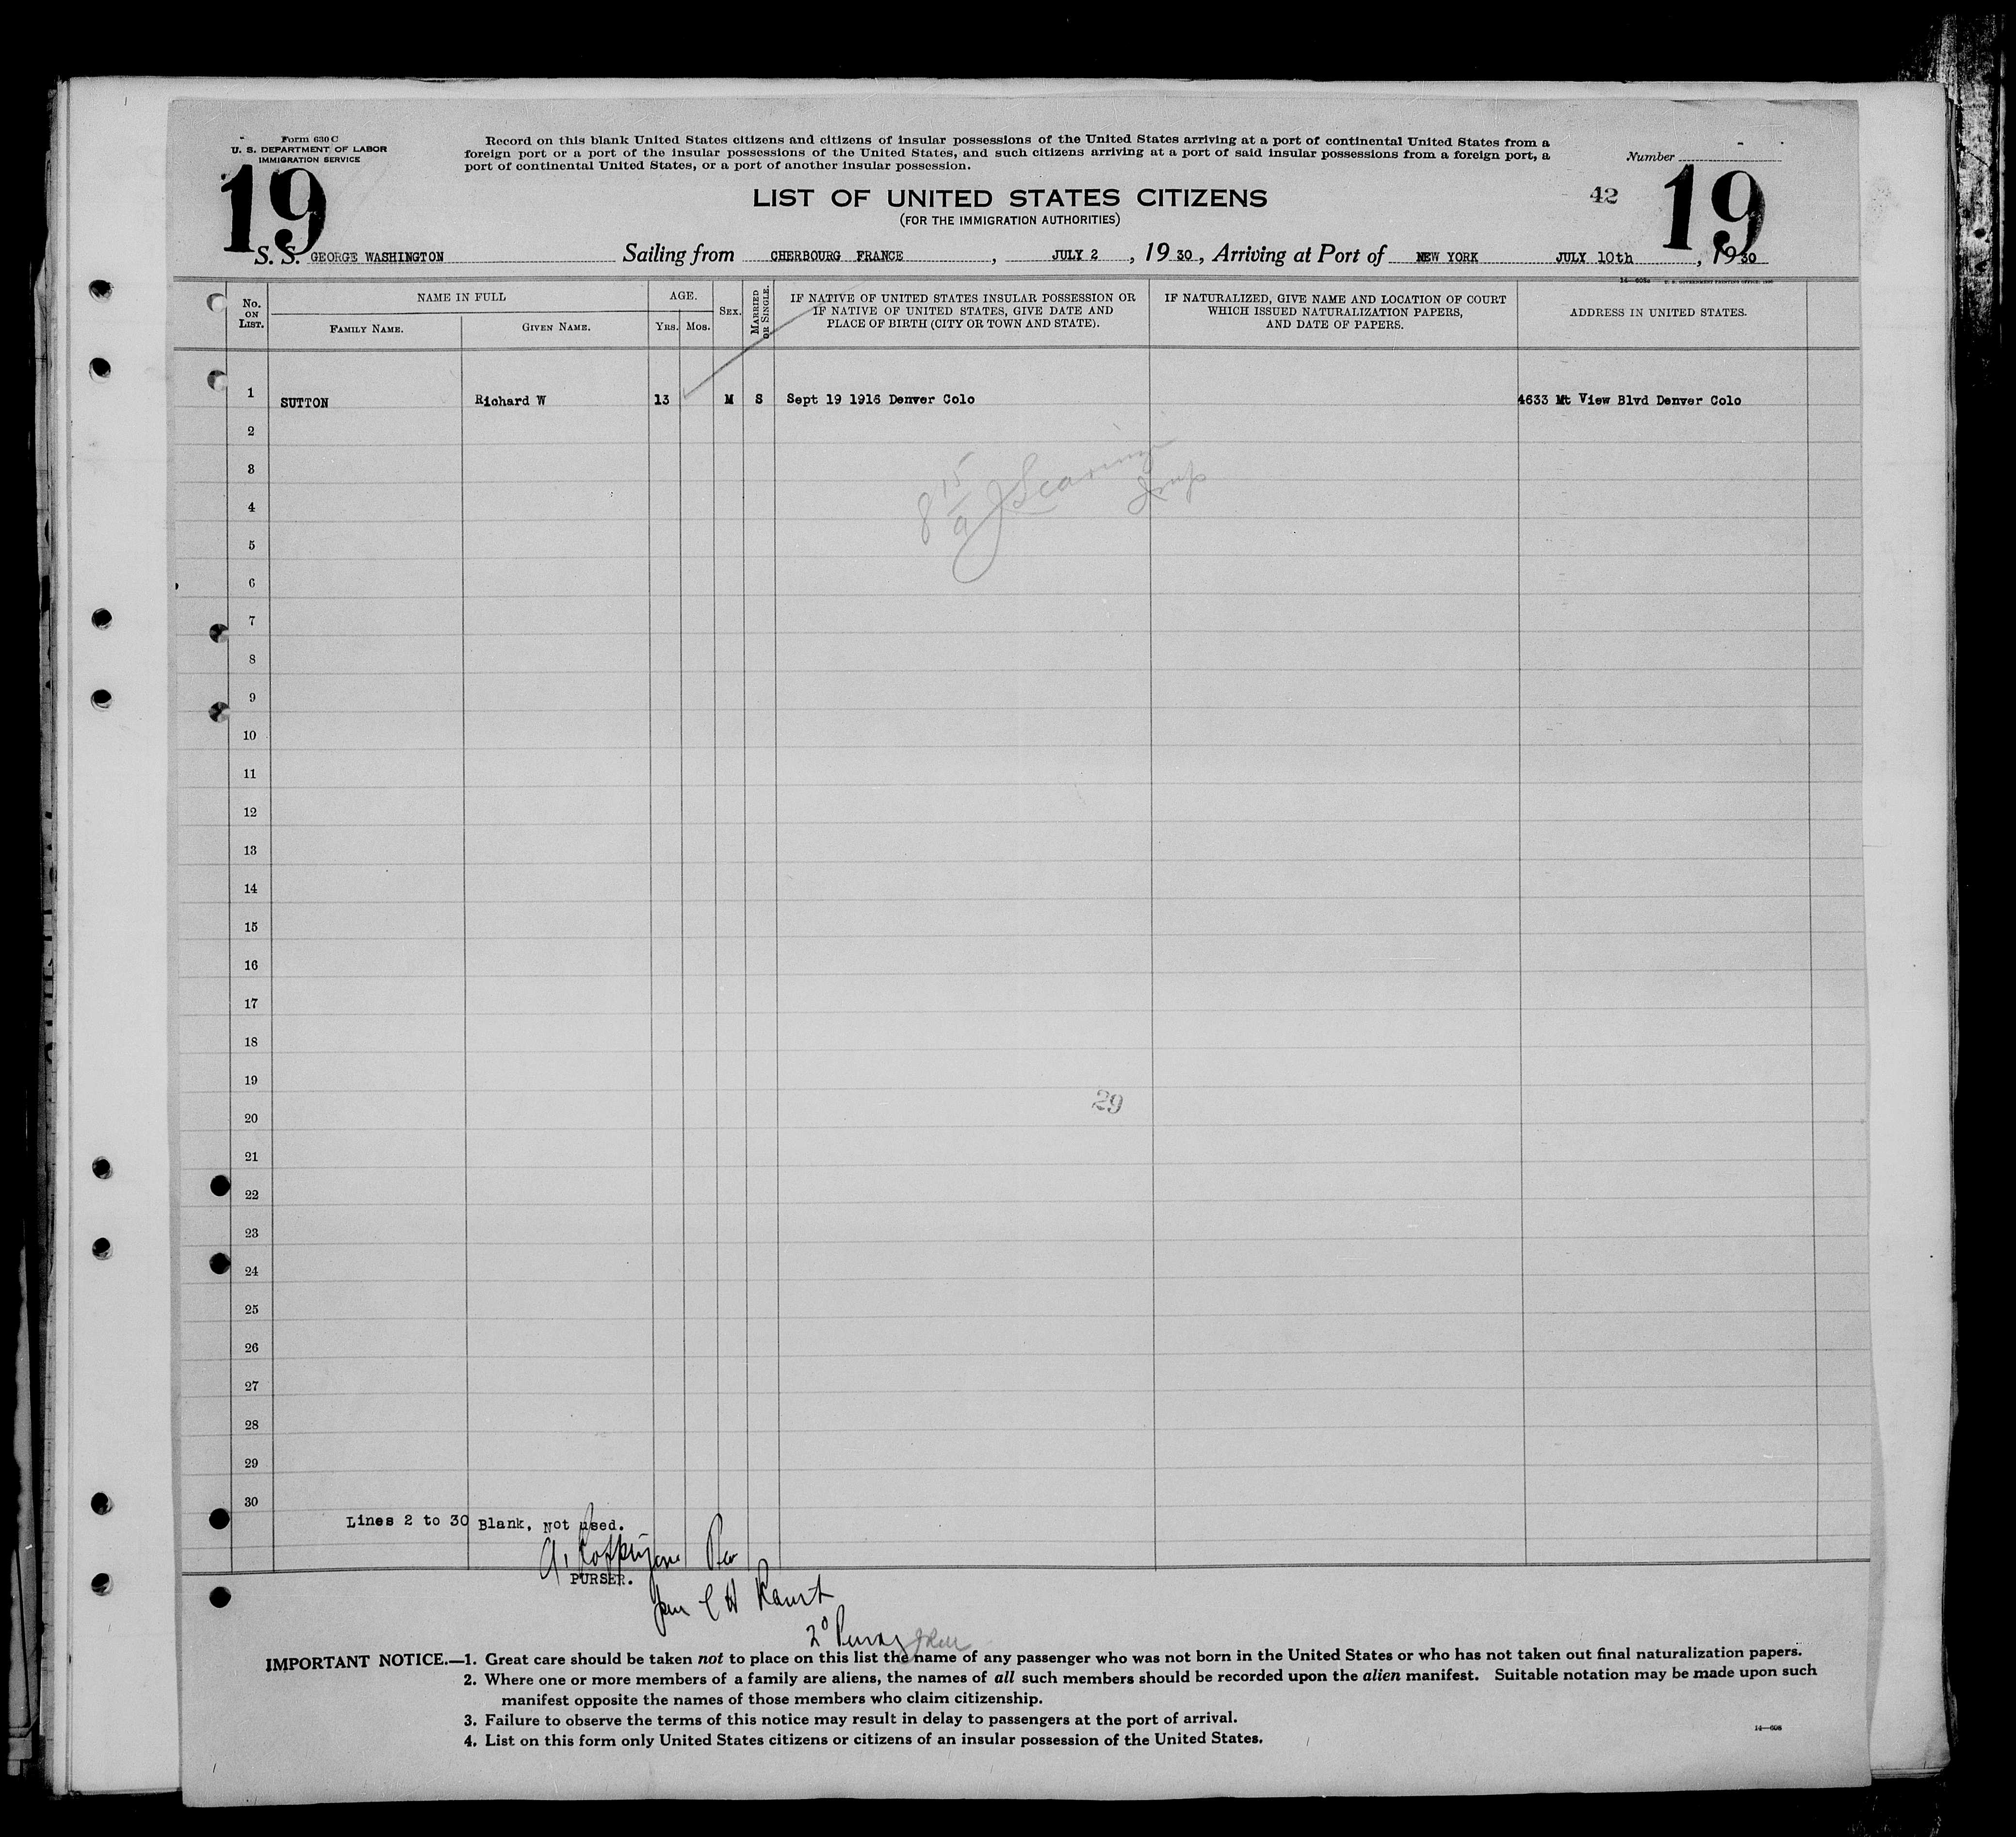 Form 630 C
U. S. DEPARTMENT OF LABOR
IMMIGRATION SERVICE
Record on this blank United States citizens and citizens of insular possessions of the United States arriving at a port of continental United States from a
foreign port or a port of the insular possessions of the United States, and such citizens arriving at a port of said insular possessions from a foreign port, a
port of continental United States, or a port of another insular possession.
Number
19
LIST OF UNITED STATES CITIZENS
(FOR THE IMMIGRATION AUTHORITIES)
42
19
S. S. GEORGE WASHINGTON Sailing from CHERBOURG FRANCE, JULY 2, 1930, Arriving at Port of NEW YORK JULY 10th, 1930
No. ON LIST.
NAME IN FULL
FAMILY NAME.
GIVEN NAME.
AGE.
YRS.
MOS.
SEX.
MARRIED OR SINGLE.
IF NATIVE OF UNITED STATES INSULAR POSSESSION OR
IF NATIVE OF UNITED STATES, GIVE DATE AND
PLACE OF BIRTH (CITY OR TOWN AND STATE).
IF NATURALIZED, GIVE NAME AND LOCATION OF COURT
WHICH ISSUED NATURALIZATION PAPERS,
AND DATE OF PAPERS.
ADDRESS IN UNITED STATES.
1 SUTTON Richard W 13 M S Sept 19 1916 Denver Colo 4633 Mt View Blvd Denver Colo
2
3
4
5
6
7
8
9
10
11
12
13
14
15
16
17
18
19
29
20
21
22
23
24
25
26
27
28
29
30
Lines 2 to 30 Blank, Not used.
PURSER.
IMPORTANT NOTICE.—1. Great care should be taken not to place on this list the name of any passenger who was not born in the United States or who has not taken out final naturalization papers.
2. Where one or more members of a family are aliens, the names of all such members should be recorded upon the alien manifest. Suitable notation may be made upon such
manifest opposite the names of those members who claim citizenship.
3. Failure to observe the terms of this notice may result in delay to passengers at the port of arrival.
4. List on this form only United States citizens or citizens of an insular possession of the United States.
14—608